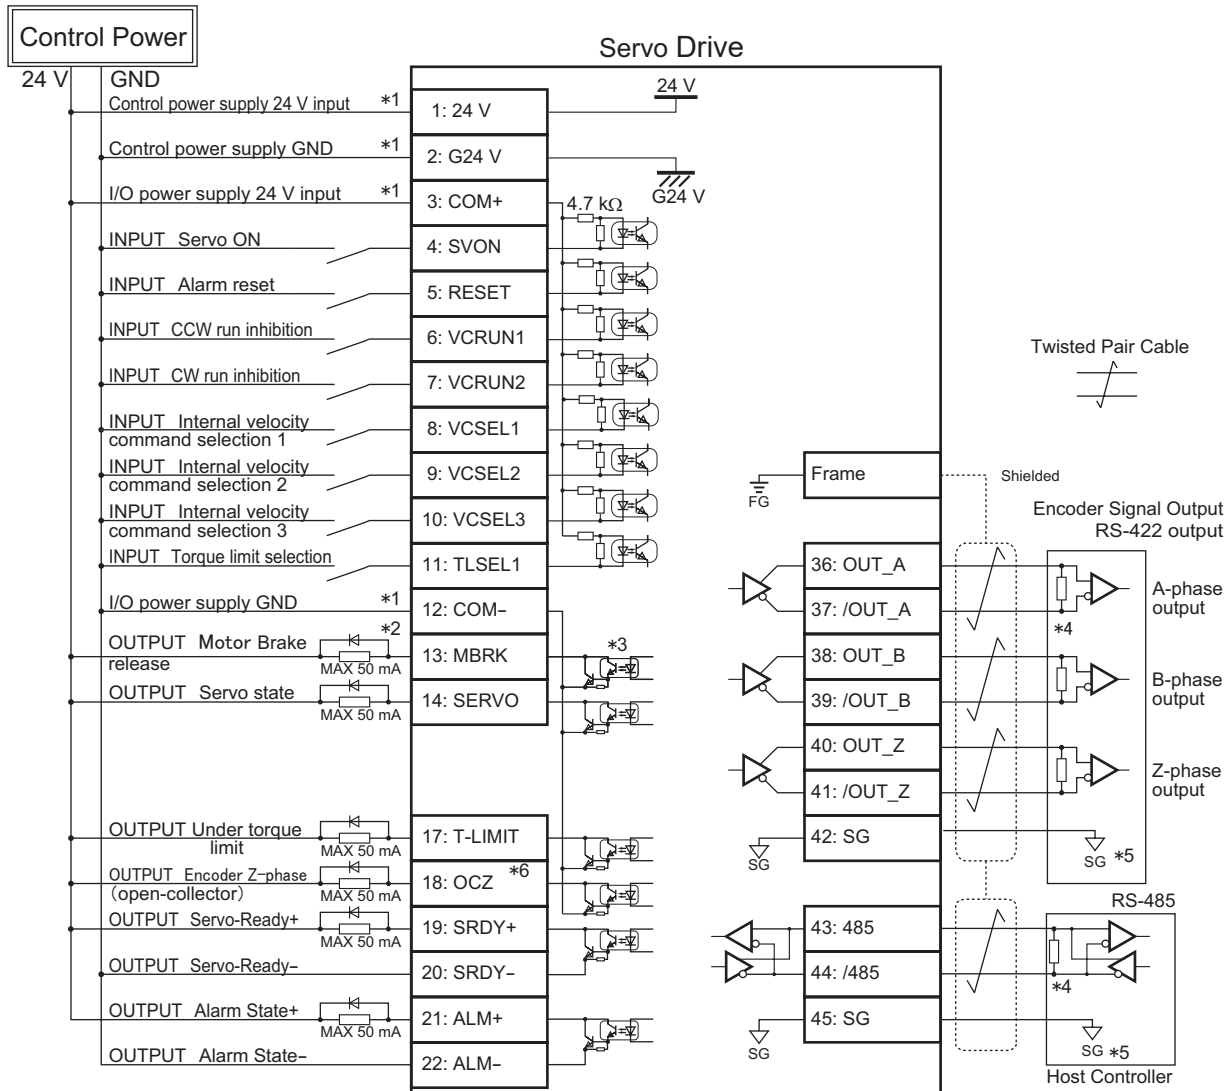 Control Power
Servo Drive
24 V
GND
24 V
Control power supply 24 V input *1
1: 24 V
Control power supply GND *1
2: G24 V
G24 V
I/O power supply 24 V input *1
3: COM+
4.7 kΩ
INPUT Servo ON
4: SVON
INPUT Alarm reset
5: RESET
INPUT CCW run inhibition
6: VCRUN1
INPUT CW run inhibition
7: VCRUN2
INPUT Internal velocity
command selection 1
8: VCSEL1
INPUT Internal velocity
command selection 2
9: VCSEL2
INPUT Internal velocity
command selection 3
10: VCSEL3
INPUT Torque limit selection
11: TLSEL1
I/O power supply GND *1
12: COM−
OUTPUT Motor Brake
release
*2
MAX 50 mA
13: MBRK
*3
OUTPUT Servo state
MAX 50 mA
14: SERVO
OUTPUT Under torque
limit
MAX 50 mA
17: T-LIMIT
OUTPUT Encoder Z-phase
(open-collector)
MAX 50 mA
18: OCZ *6
OUTPUT Servo-Ready+
MAX 50 mA
19: SRDY+
OUTPUT Servo-Ready−
20: SRDY−
OUTPUT Alarm State+
MAX 50 mA
21: ALM+
OUTPUT Alarm State−
22: ALM−
Twisted Pair Cable
Frame
FG
Shielded
Encoder Signal Output
RS-422 output
36: OUT_A
37: /OUT_A
*4
A-phase
output
38: OUT_B
39: /OUT_B
B-phase
output
40: OUT_Z
41: /OUT_Z
Z-phase
output
42: SG
SG
SG *5
RS-485
43: 485
44: /485
*4
45: SG
SG
SG *5
Host Controller